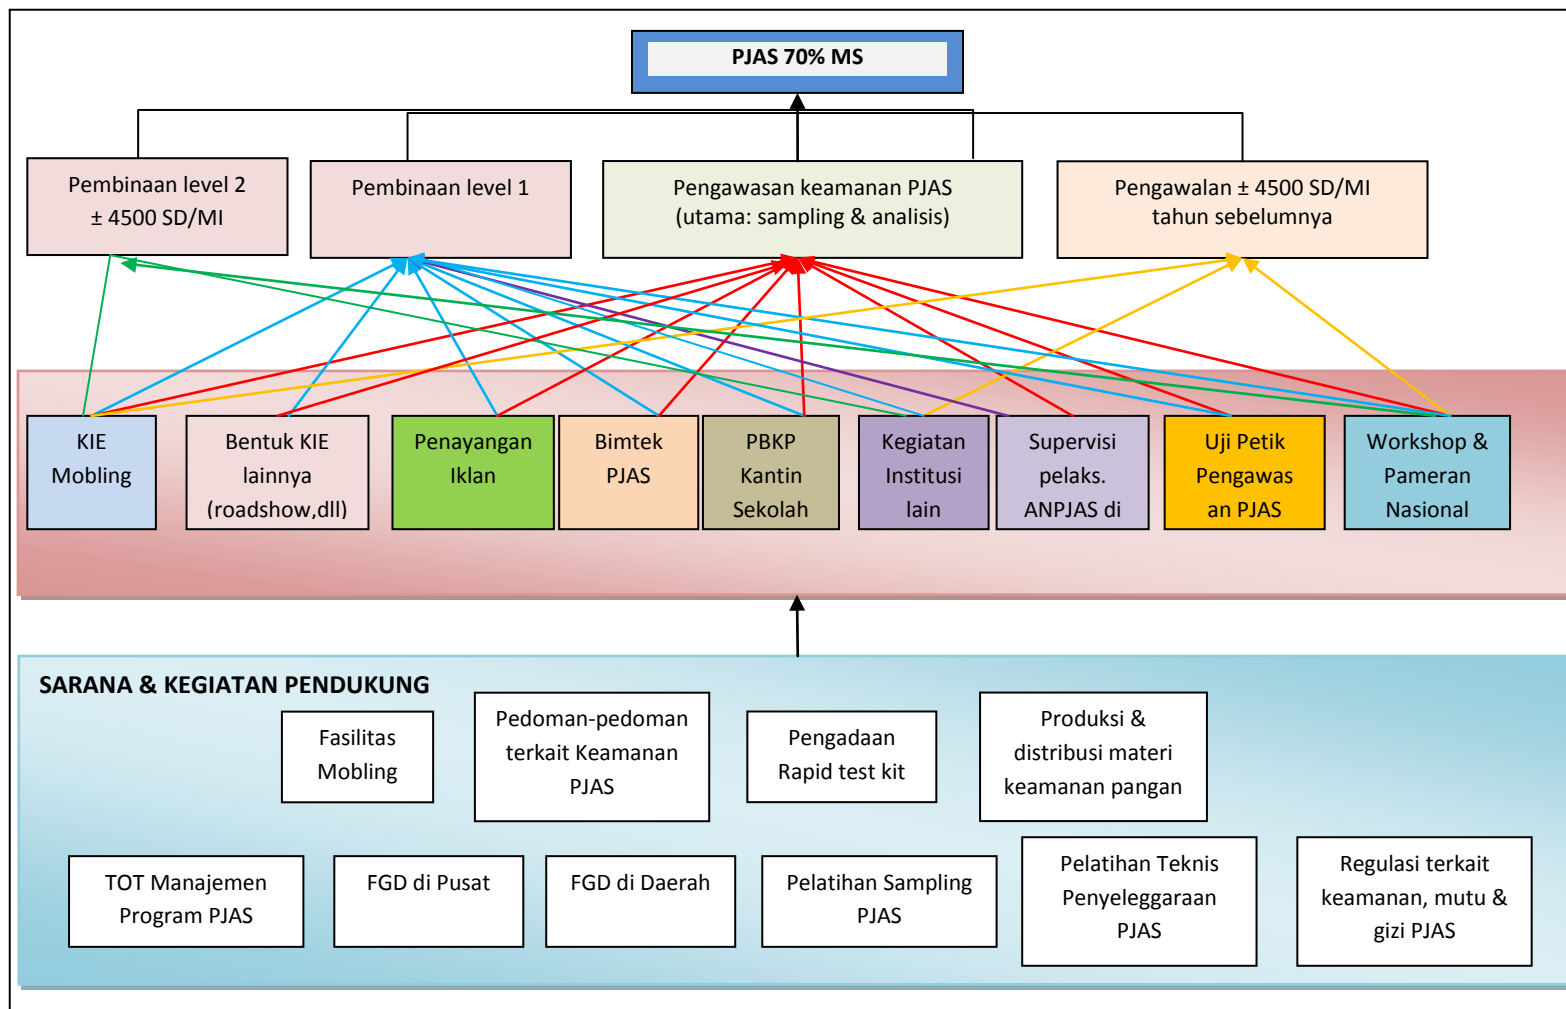 PJAS 70% MS
Pembinaan level 2
± 4500 SD/MI
Pembinaan level 1
Pengawasan keamanan PJAS
(utama: sampling & analisis)
Pengawalan ± 4500 SD/MI
tahun sebelumnya
KIE
Mobling
Bentuk KIE
lainnya
(roadshow,dll)
Penayangan
Iklan
Bimtek
PJAS
PBKP
Kantin
Sekolah
Kegiatan
Institusi
lain
Supervisi
pelaks.
ANPJAS di
Uji Petik
Pengawas
an PJAS
Workshop &
Pameran
Nasional
SARANA & KEGIATAN PENDUKUNG
Fasilitas
Mobling
Pedoman-pedoman
terkait Keamanan
PJAS
Pengadaan
Rapid test kit
Produksi &
distribusi materi
keamanan pangan
TOT Manajemen
Program PJAS
FGD di Pusat
FGD di Daerah
Pelatihan Sampling
PJAS
Pelatihan Teknis
Penyeleggaraan
PJAS
Regulasi terkait
keamanan, mutu &
gizi PJAS